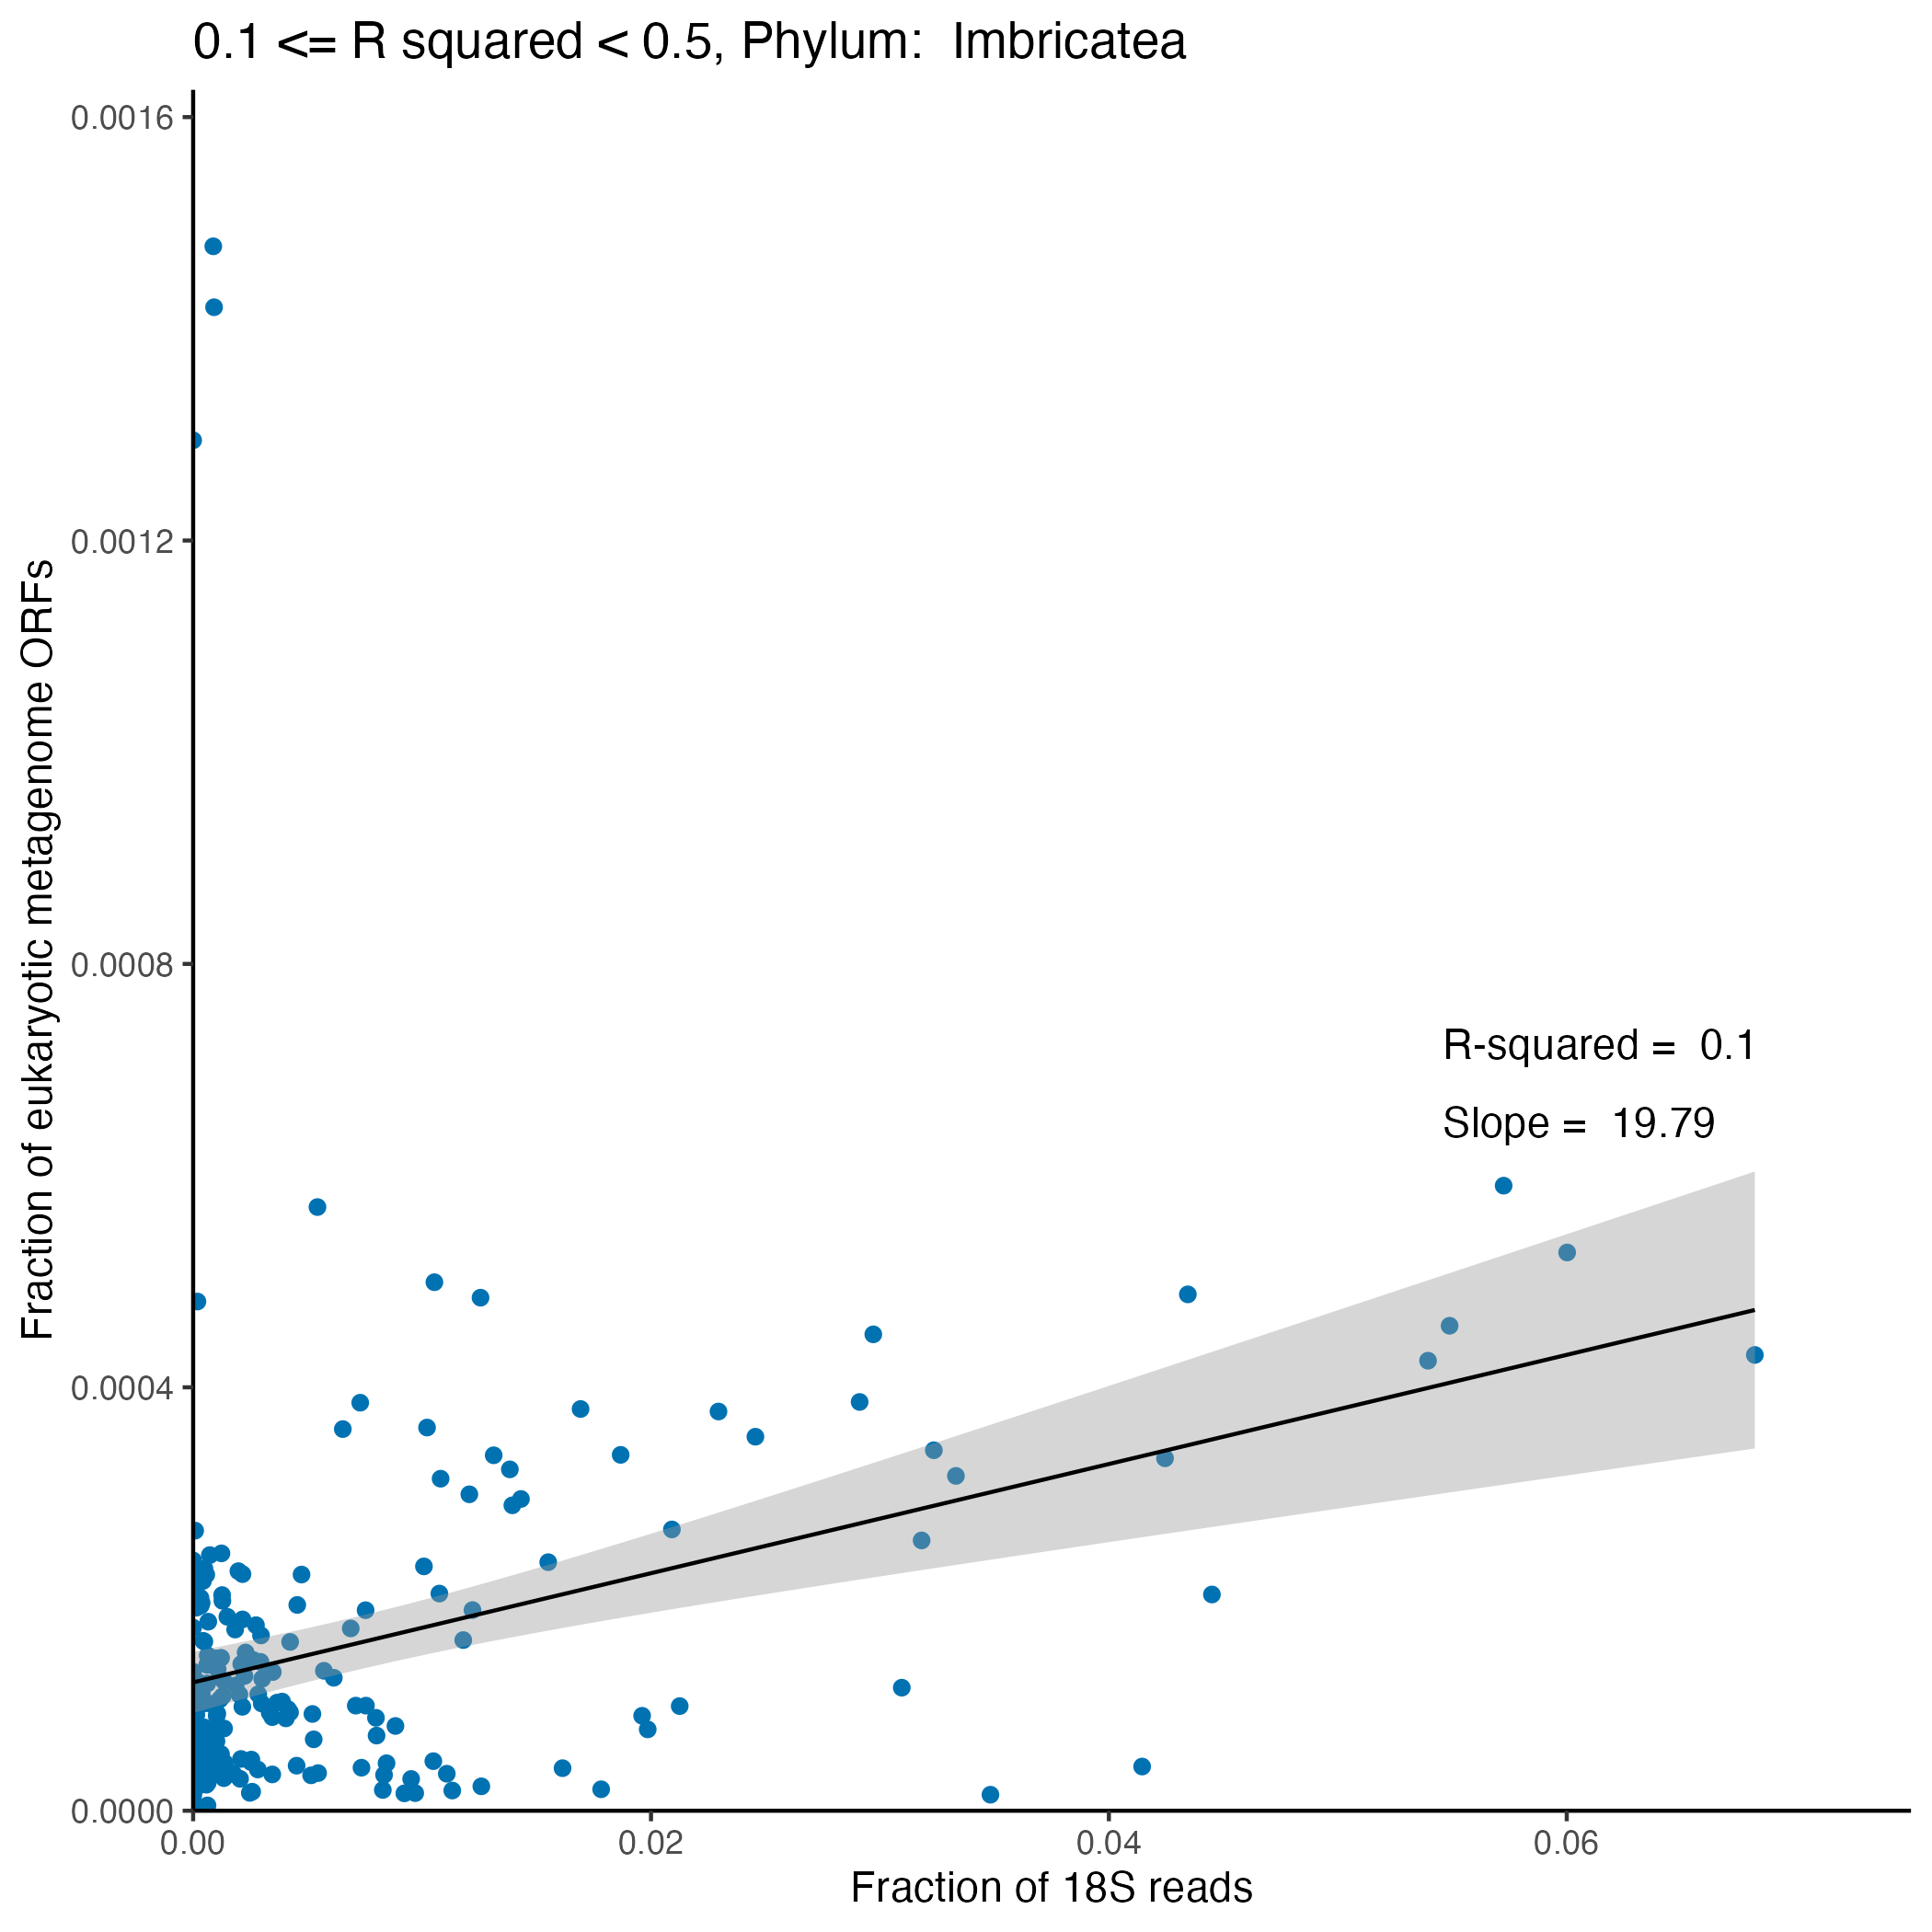 0.1 <= R squared < 0.5, Phylum:  Imbricatea
0.0016
0.0012
0.0008
0.0004
0.0000
Fraction of eukaryotic metagenome ORFs
R-squared =  0.1
Slope =  19.79
0.00
0.02
0.04
0.06
Fraction of 18S reads